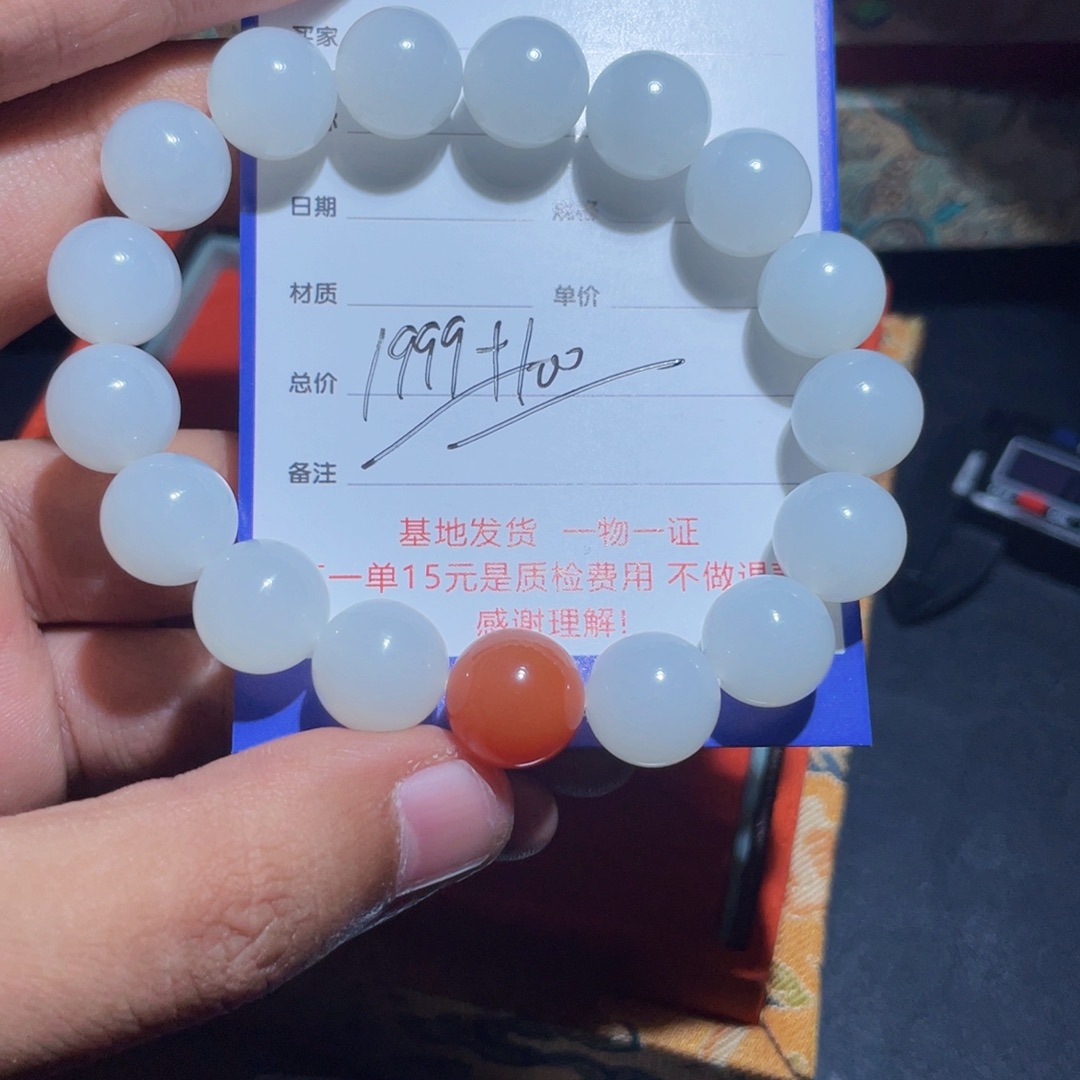 买家
日期
材质 单价
总价 1999+100
备注
基地发货 一物一证
一单15元是质检费用 不做退
感谢理解!